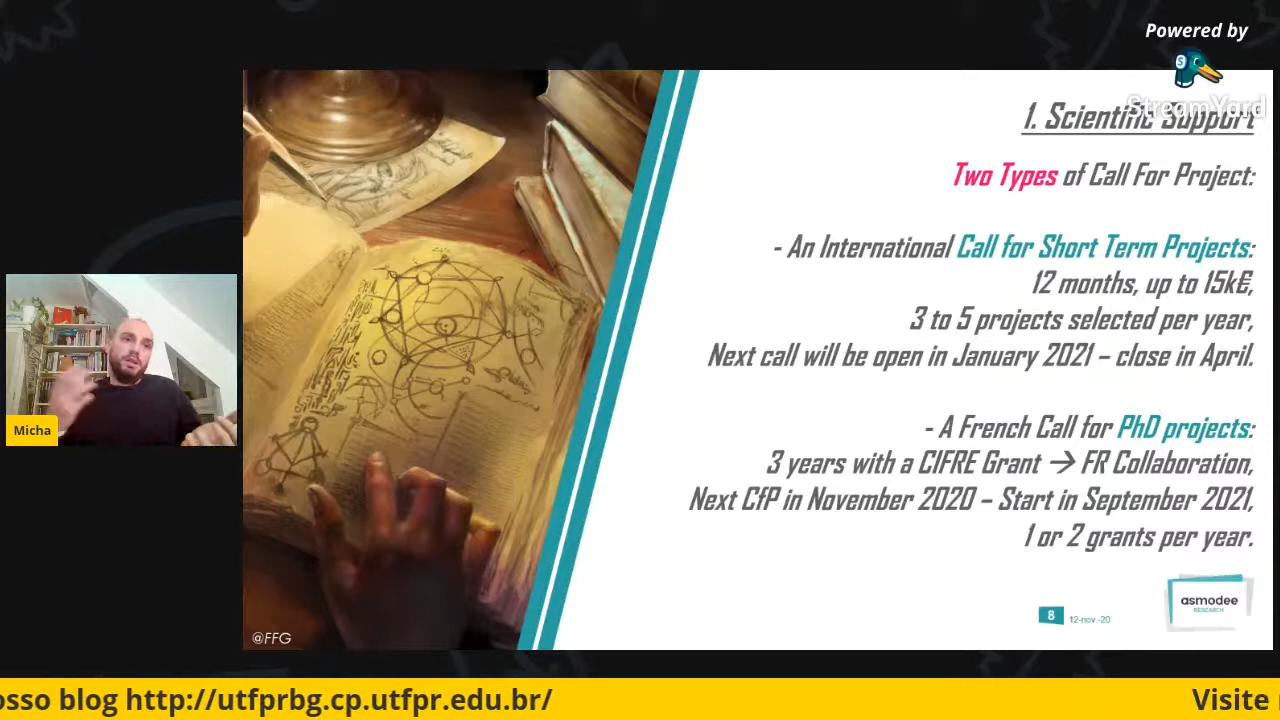 Powered by
StreamYard
1. Scientific Support
Two Types of Call For Project:
- An International Call for Short Term Projects:
12 months, up to 15k€,
3 to 5 projects selected per year,
Next call will be open in January 2021 – close in April.
- A French Call for PhD projects:
3 years with a CIFRE Grant → FR Collaboration,
Next CfP in November 2020 – Start in September 2021,
1 or 2 grants per year.
Micha
@FFG
8
12-nov.-20
asmodee
RESEARCH
osso blog http://utfprbg.cp.utfpr.edu.br/
Visite